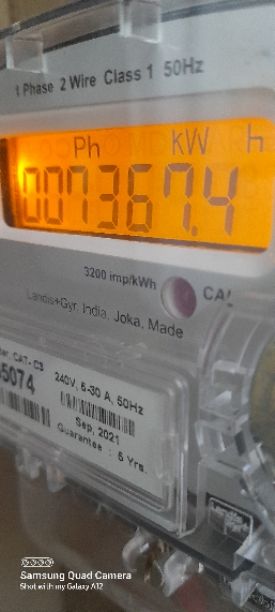 1 Phase 2 Wire Class 1 50Hz
Ph kW h
007367.4
3200 imp/kWh
CAL
Landis+Gyr, India, Joka, Made
CAT- C3
5074
240V, 5-30 A, 50Hz
Sep, 2021
Guarantee : 5 Yrs.
Samsung Quad Camera
Shot with my Galaxy A12